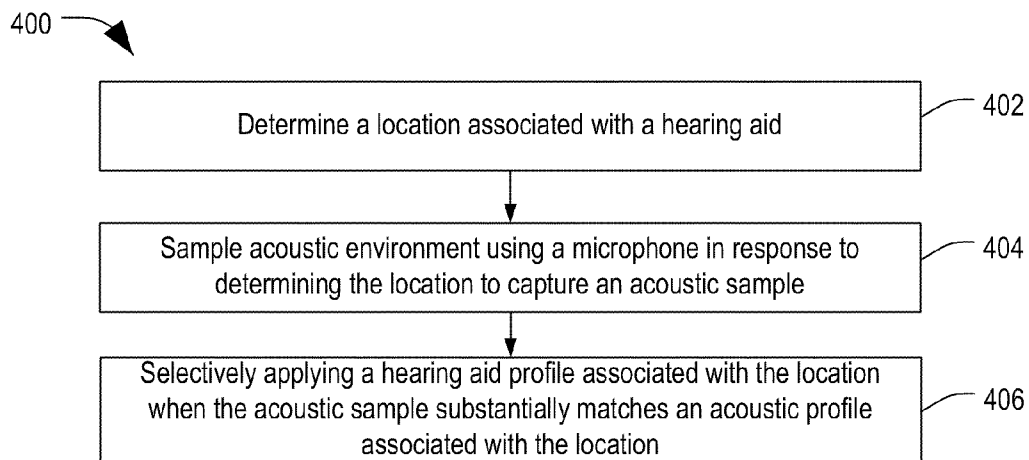 400
Determine a location associated with a hearing aid
402
Sample acoustic environment using a microphone in response to
determining the location to capture an acoustic sample
404
Selectively applying a hearing aid profile associated with the location
when the acoustic sample substantially matches an acoustic profile
associated with the location
406